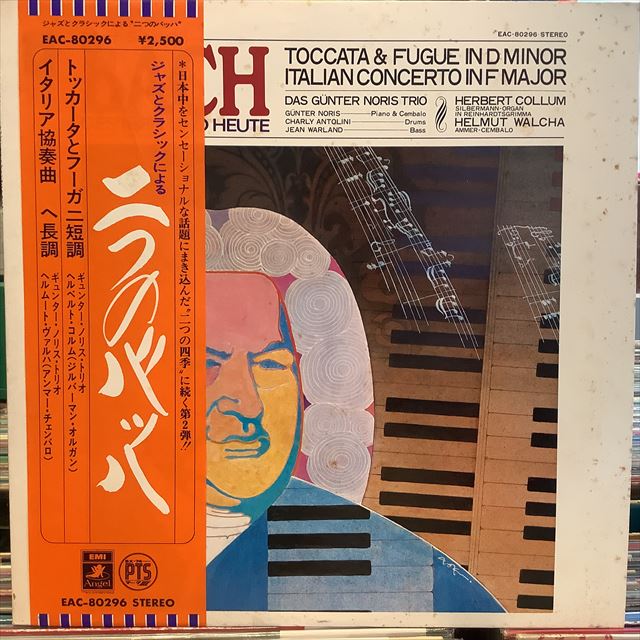 ジャズとクラシックによる“二つのバッハ”
EAC-80296 ¥2,500
ジャズとクラシックによる
二つのバッハ
トッカータとフーガ ニ短調
ギュンター・ノリス・トリオ
ヘルベルト・コルム(ジルバーマン・オルガン)
イタリア協奏曲 ヘ長調
ギュンター・ノリス・トリオ
ヘルムート・ヴァルハ(アンマー・チェンバロ)
*日本中をセンセーショナルな話題にまき込んだ“二つの四季”に続く第2弾!!
EMI
Angel
PTS
EAC-80296 STEREO
EAC-80296 STEREO
CH
HEUTE
TOCCATA & FUGUE IN D MINOR
ITALIAN CONCERTO IN F MAJOR
DAS GÜNTER NORIS TRIO
GÜNTER NORIS Piano & Cembalo
CHARLY ANTOLINI Drums
JEAN WARLAND Bass
HERBERT COLLUM
SILBERMANN-ORGAN
IN REINHARDTSGRIMMA
HELMUT WALCHA
AMMER-CEMBALO